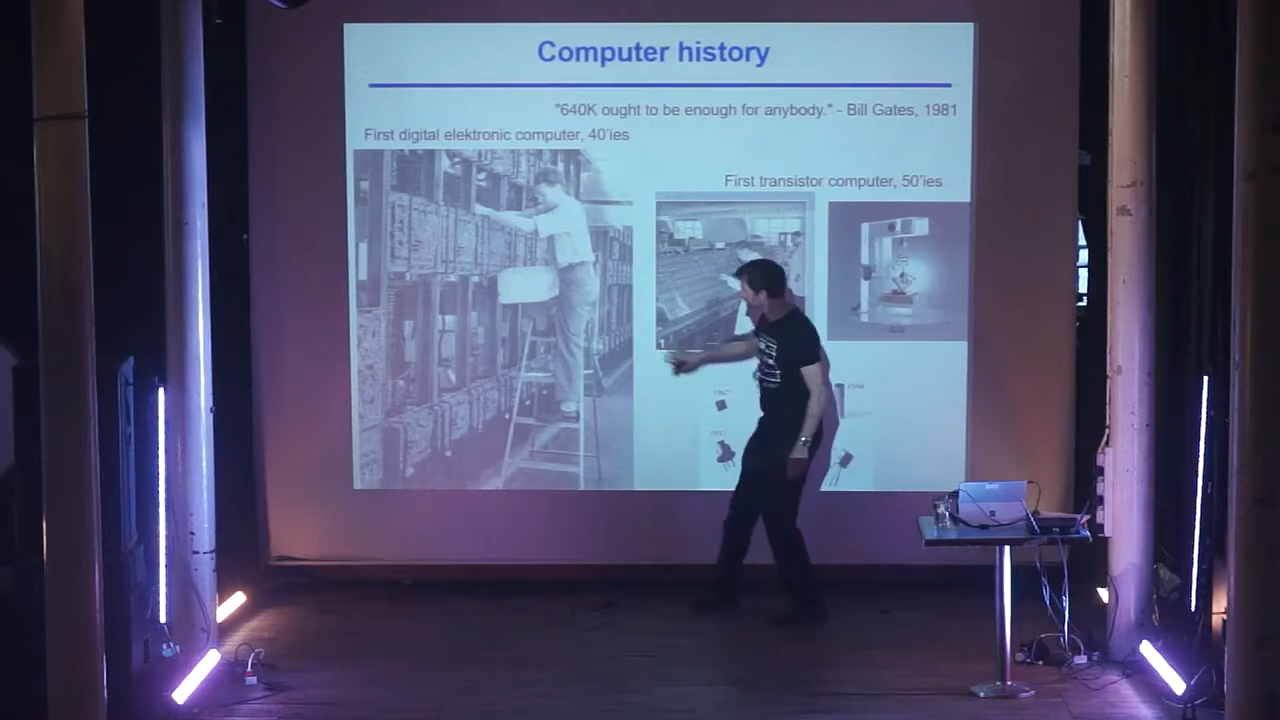 Computer history
"640K ought to be enough for anybody." - Bill Gates, 1981
First digital elektronic computer, 40'ies
First transistor computer, 50'ies